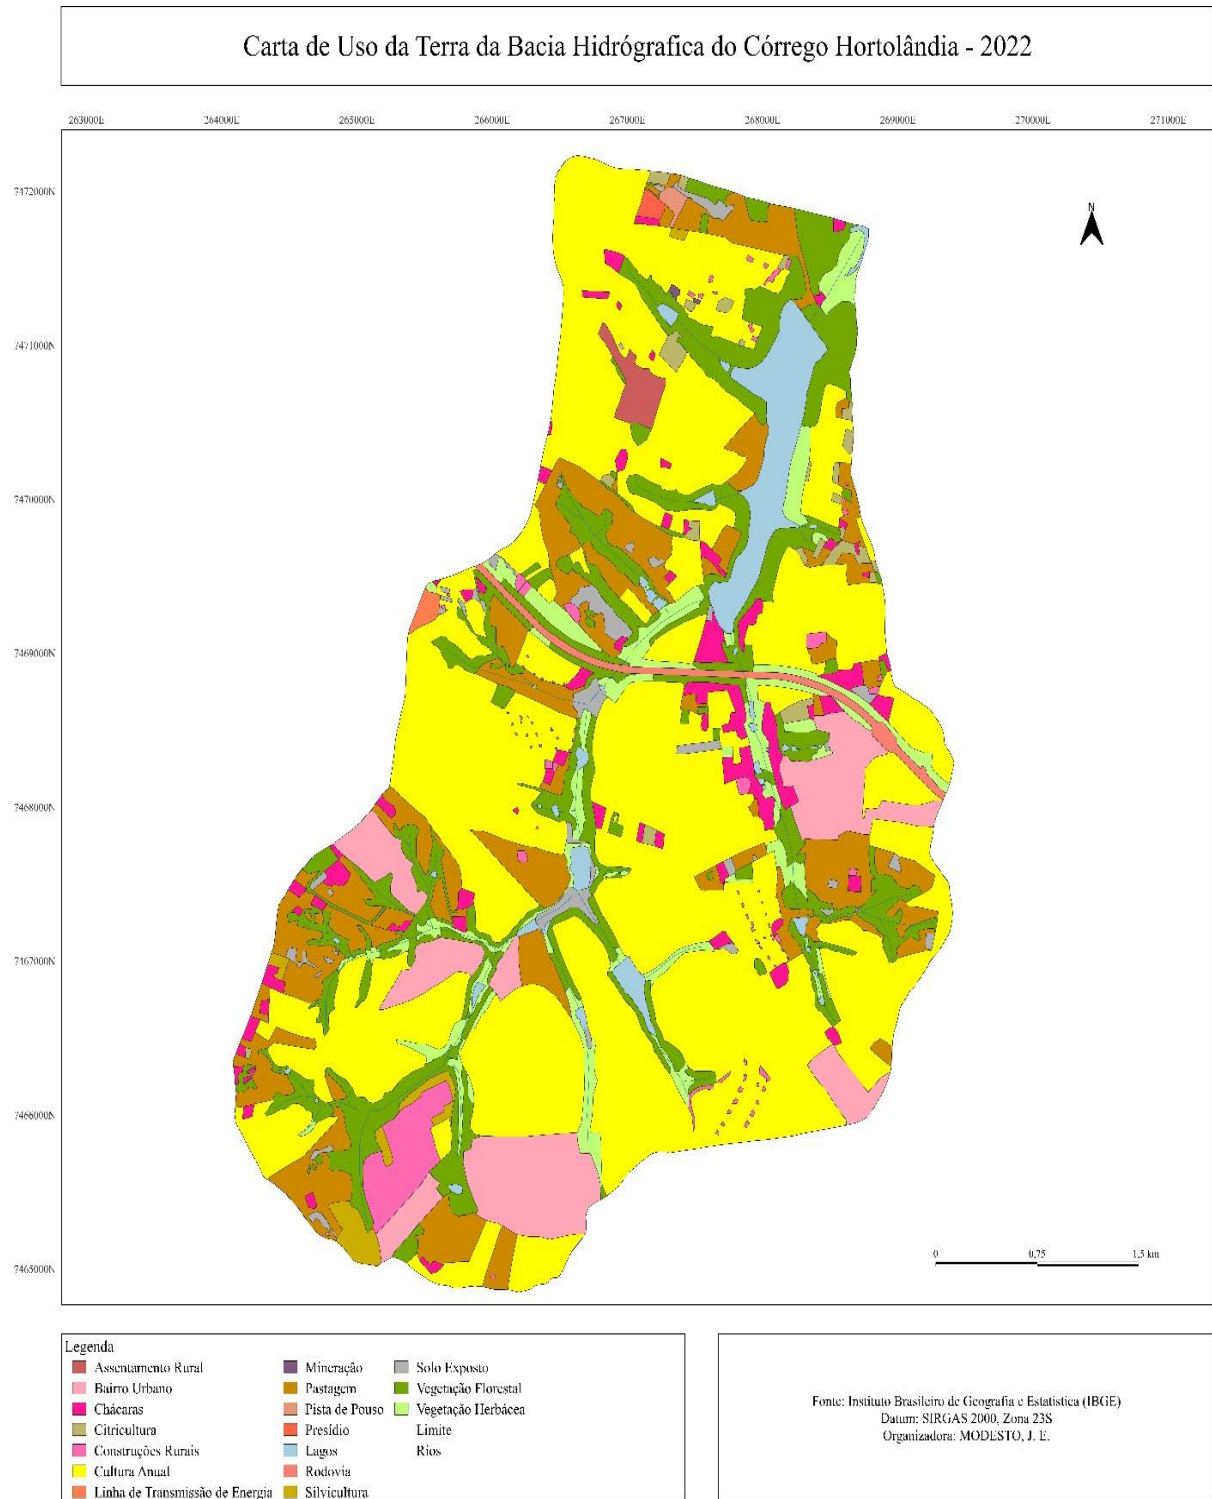 Carta de Uso da Terra da Bacia Hidrógrafica do Córrego Hortolândia - 2022
263000E 264000E 265000E 266000E 267000E 268000E 269000E 270000E 271000E
7472000N
N
7471000N
7470000N
7469000N
7468000N
7467000N
7466000N
7465000N
0 0,75 1,5 km
Legenda
Assentamento Rural Mineração Solo Exposto
Bairro Urbano Pastagem Vegetação Florestal
Chácaras Pista de Pouso Vegetação Herbácea
Citricultura Presídio Limite
Construções Rurais Lagos Rios
Cultura Anual Rodovia
Linha de Transmissão de Energia Silvicultura
Fonte: Instituto Brasileiro de Geografia e Estatística (IBGE)
Datum: SIRGAS 2000, Zona 23S
Organizadora: MODESTO, J. E.